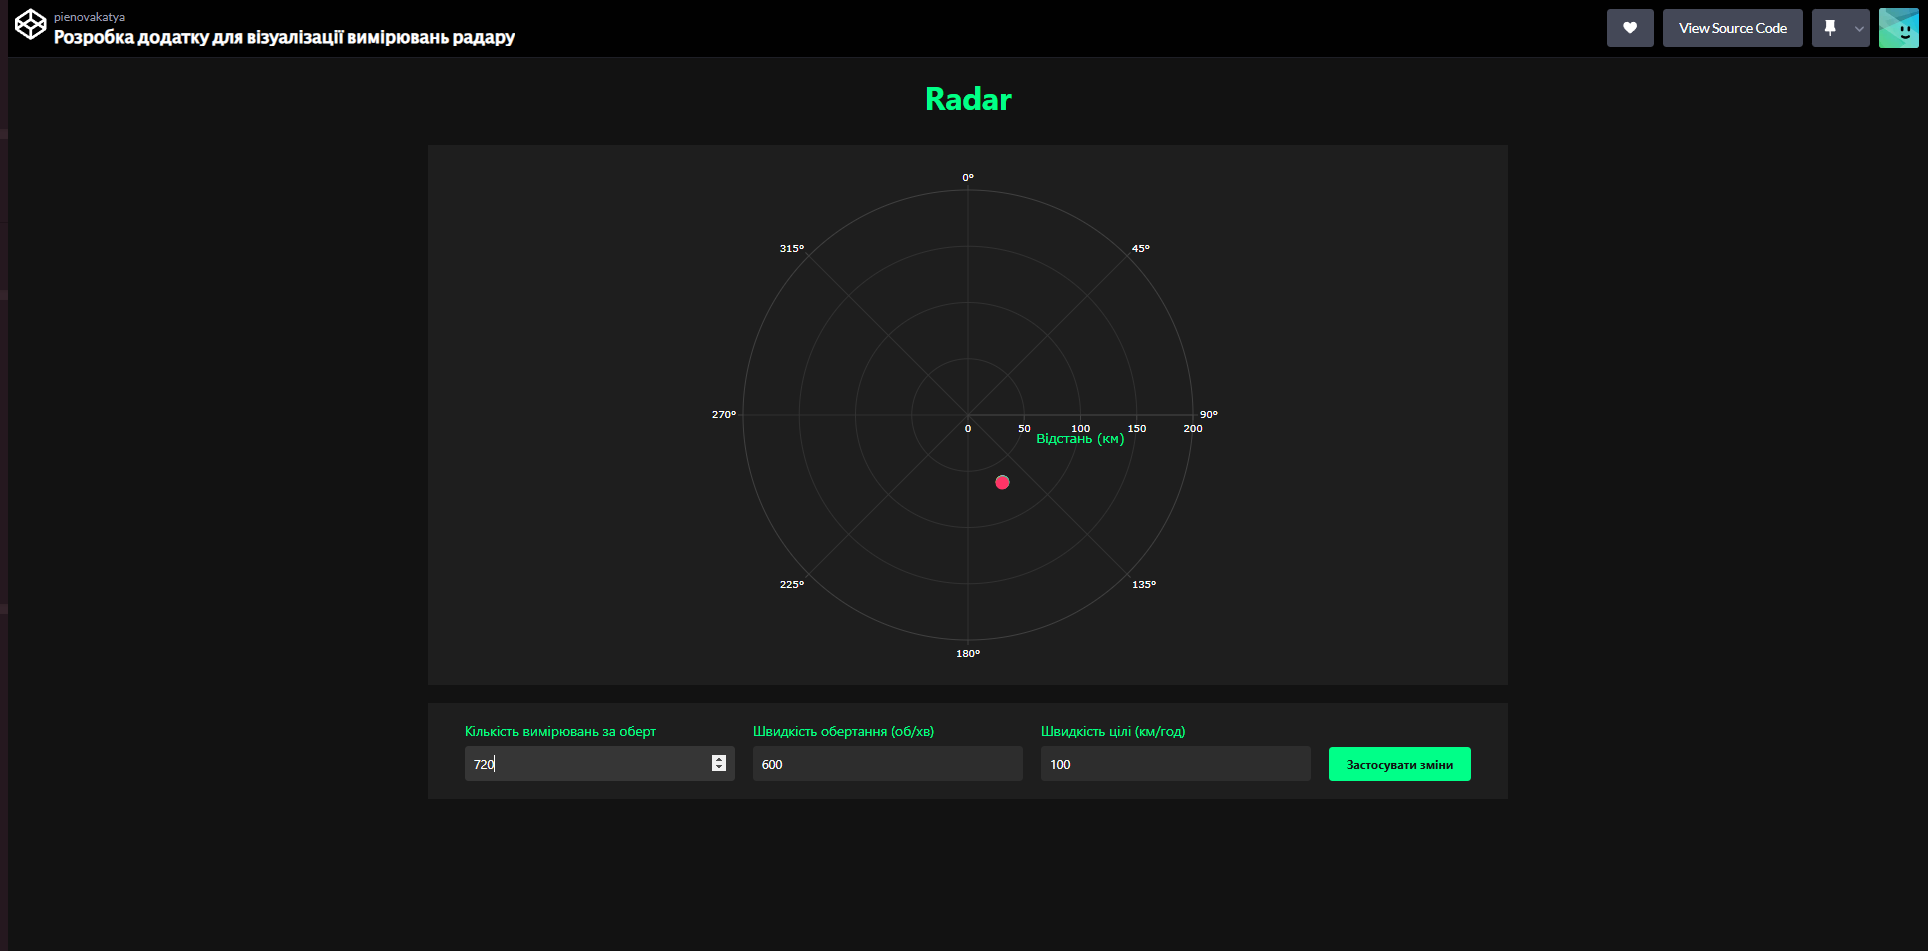 pienovakatya
Розробка додатку для візуалізації вимірювань радару
View Source Code
Radar
0°
315°
45°
270°
90°
0
50
100
150
200
Відстань (км)
225°
135°
180°
Кількість вимірювань за оберт
Швидкість обертання (об/хв)
Швидкість цілі (км/год)
720
600
100
Застосувати зміни